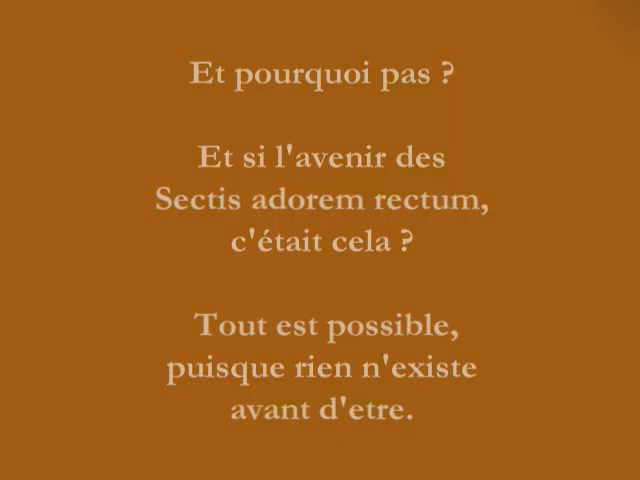 Et pourquoi pas ?
Et si l'avenir des
Sectis adorem rectum,
c'était cela ?
Tout est possible,
puisque rien n'existe
avant d'etre.